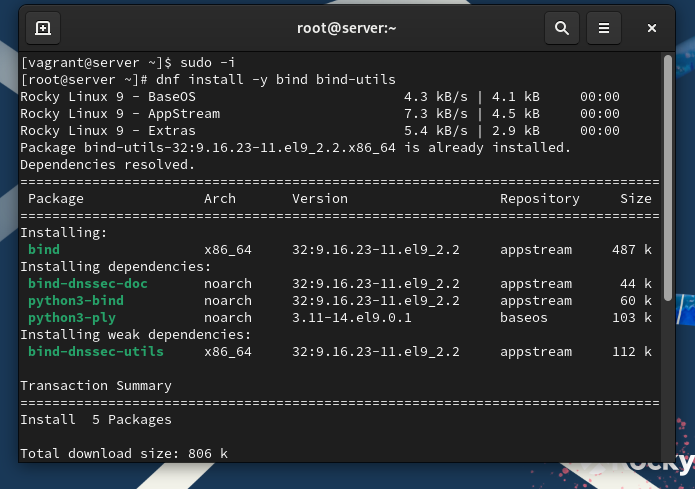 root@server:~
[vagrant@server ~]$ sudo -i
[root@server ~]# dnf install -y bind bind-utils
Rocky Linux 9 - BaseOS                          4.3 kB/s | 4.1 kB     00:00
Rocky Linux 9 - AppStream                       7.3 kB/s | 4.5 kB     00:00
Rocky Linux 9 - Extras                          5.4 kB/s | 2.9 kB     00:00
Package bind-utils-32:9.16.23-11.el9_2.2.x86_64 is already installed.
Dependencies resolved.
================================================================================
 Package               Arch       Version                   Repository     Size
================================================================================
Installing:
 bind                  x86_64     32:9.16.23-11.el9_2.2     appstream     487 k
Installing dependencies:
 bind-dnssec-doc       noarch     32:9.16.23-11.el9_2.2     appstream      44 k
 python3-bind          noarch     32:9.16.23-11.el9_2.2     appstream      60 k
 python3-ply           noarch     3.11-14.el9.0.1           baseos        103 k
Installing weak dependencies:
 bind-dnssec-utils     x86_64     32:9.16.23-11.el9_2.2     appstream     112 k

Transaction Summary
================================================================================
Install  5 Packages

Total download size: 806 k
Rocky